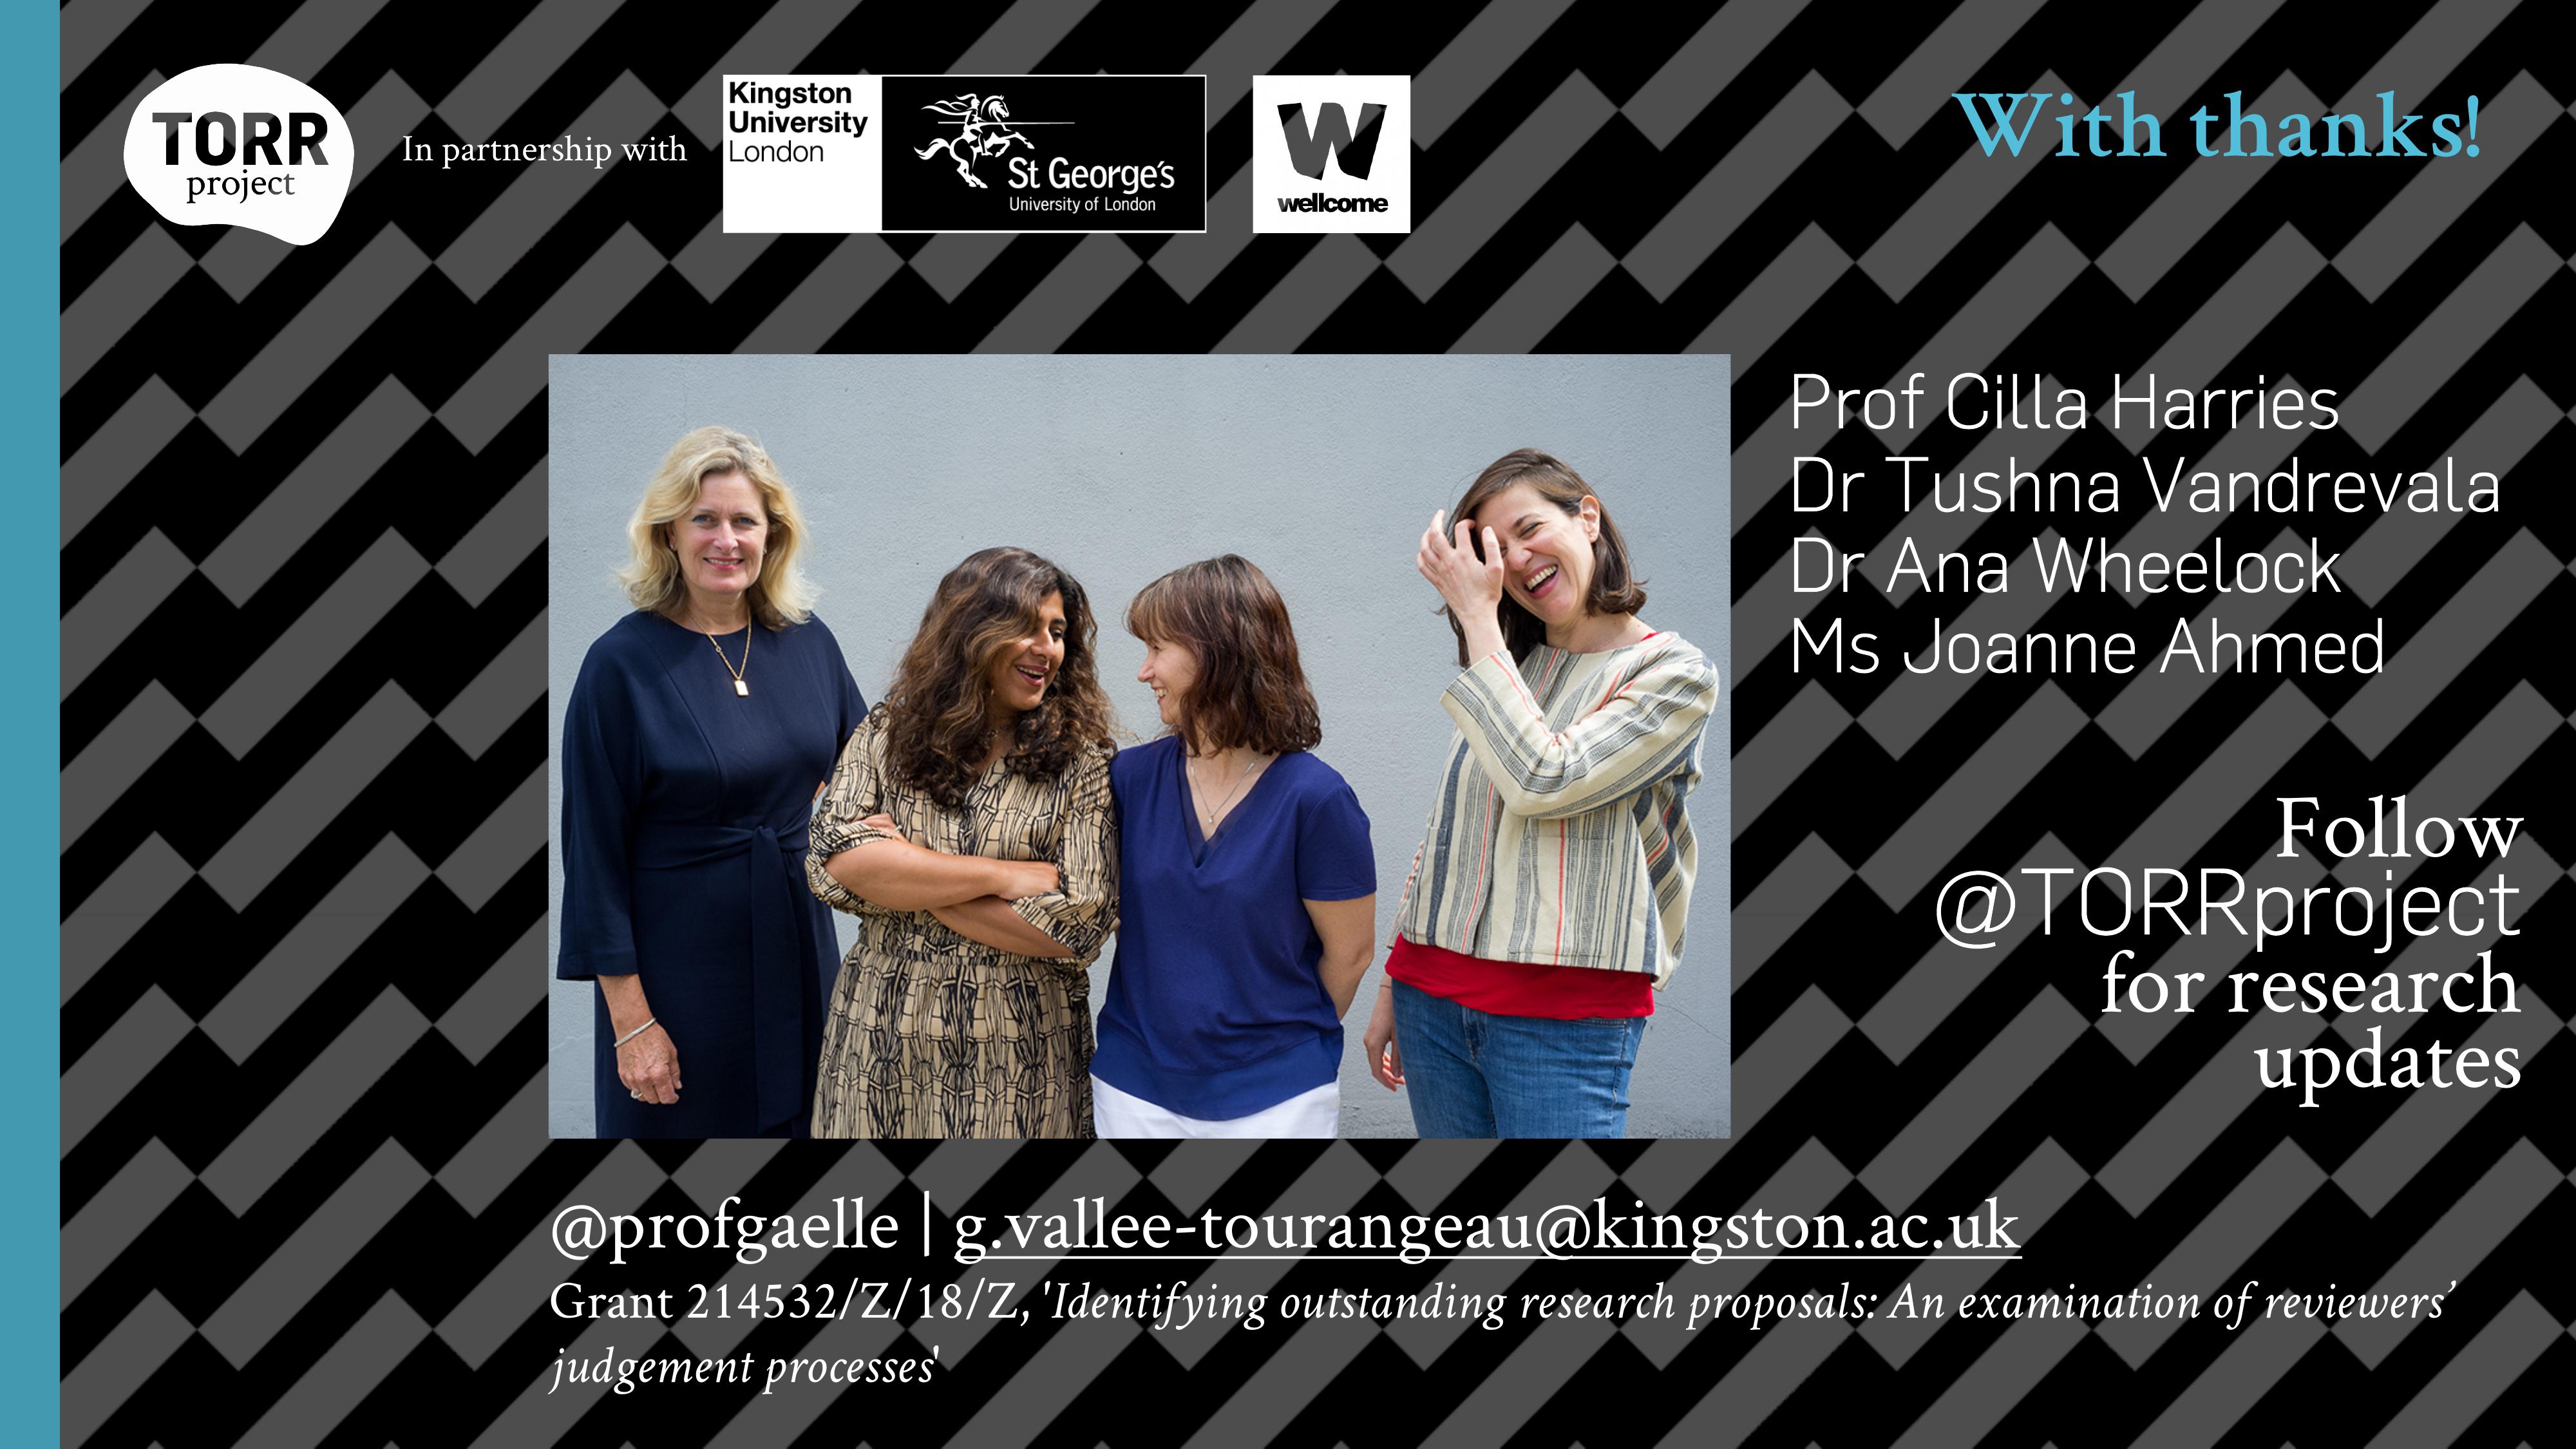 TORR
project
In partnership with
Kingston
University
London
St George's
University of London
W
wellcome
With thanks!
Prof Cilla Harries
Dr Tushna Vandrevala
Dr Ana Wheelock
Ms Joanne Ahmed
Follow
@TORRproject
for research
updates
@profgaelle | g.vallee-tourangeau@kingston.ac.uk
Grant 214532/Z/18/Z, 'Identifying outstanding research proposals: An examination of reviewers’
judgement processes'